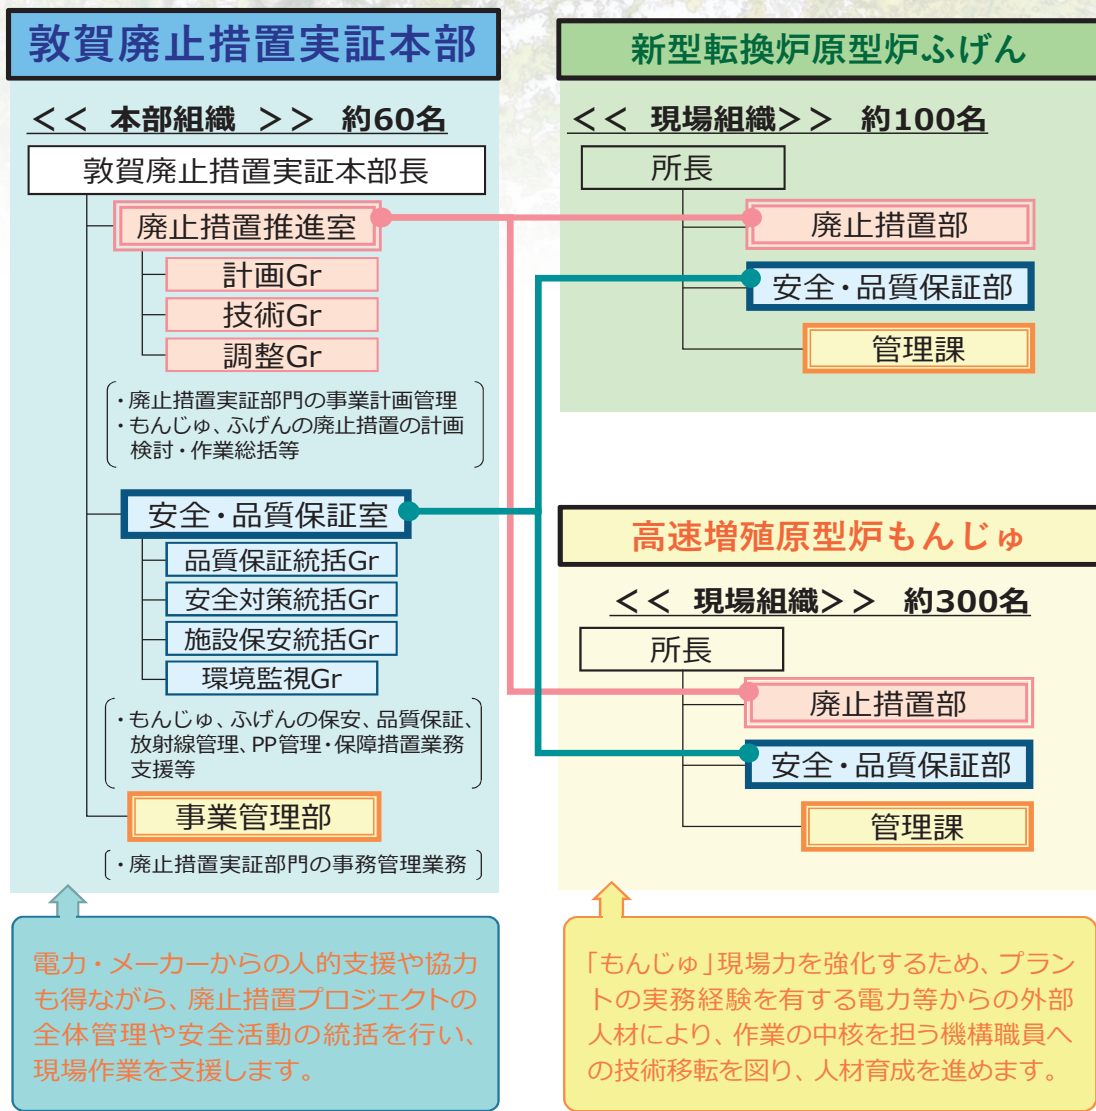 敦賀廃止措置実証本部
<< 本部組織 >> 約60名
敦賀廃止措置実証本部長
廃止措置推進室
計画Gr
技術Gr
調整Gr
・廃止措置実証部門の事業計画管理
・もんじゅ、ふげんの廃止措置の計画
検討・作業総括等
安全・品質保証室
品質保証統括Gr
安全対策統括Gr
施設保安統括Gr
環境監視Gr
・もんじゅ、ふげんの保安、品質保証、
放射線管理、PP管理・保障措置業務
支援等
事業管理部
・廃止措置実証部門の事務管理業務
電力・メーカーからの人的支援や協力
も得ながら、廃止措置プロジェクトの
全体管理や安全活動の統括を行い、
現場作業を支援します。
新型転換炉原型炉ふげん
<< 現場組織>> 約100名
所長
廃止措置部
安全・品質保証部
管理課
高速増殖原型炉もんじゅ
<< 現場組織>> 約300名
所長
廃止措置部
安全・品質保証部
管理課
「もんじゅ」現場力を強化するため、プラン
トの実務経験を有する電力等からの外部
人材により、作業の中核を担う機構職員へ
の技術移転を図り、人材育成を進めます。